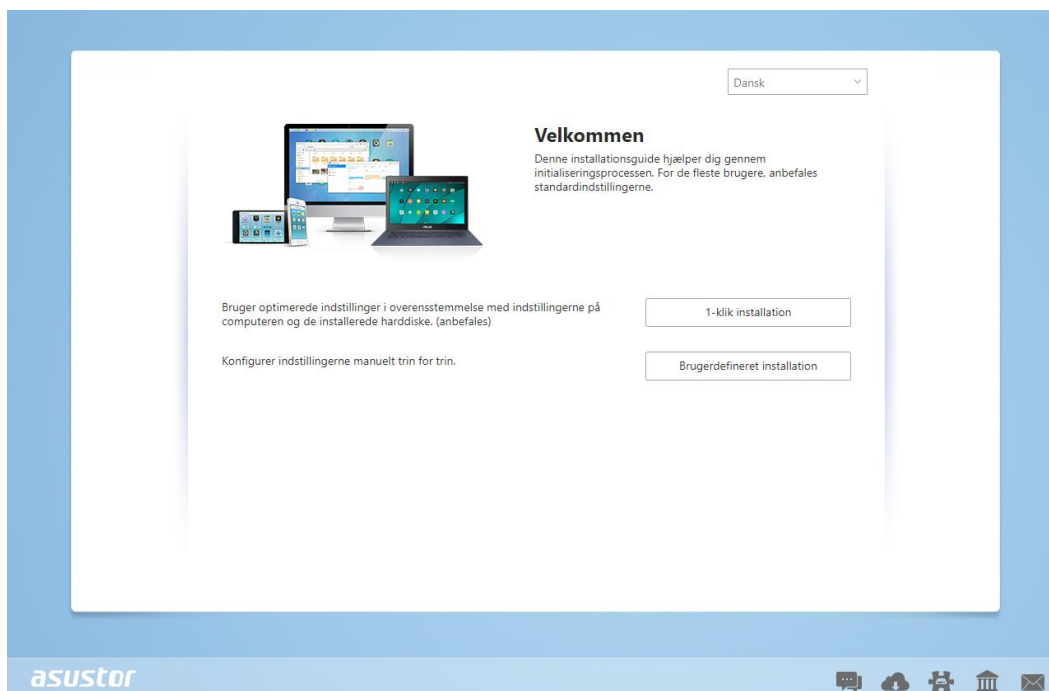 Dansk
Velkommen
Denne installationsguide hjælper dig gennem
initialiseringsprocessen. For de fleste brugere, anbefales
standardindstillingerne.
Bruger optimerede indstillinger i overensstemmelse med indstillingerne på
computeren og de installerede harddiske. (anbefales)
1-klik installation
Konfigurer indstillingerne manuelt trin for trin.
Brugerdefineret installation
asustor